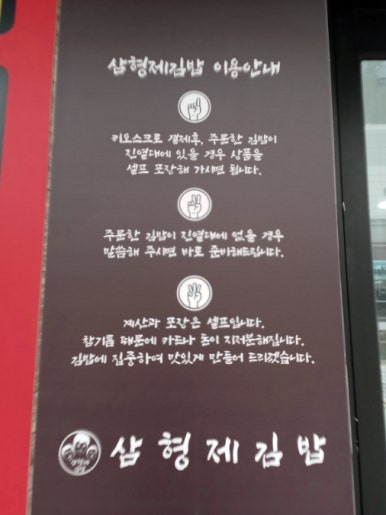 삼형제김밥 이용안내
키오스크로 결제후, 주문한 김밥이
진열대에 있을 경우 상품을
셀프 포장해 가시면 됩니다.
주문한 김밥이 진열대에 없을 경우
말씀해 주시면 바로 준비해드립니다.
계산과 포장은 셀프입니다.
참기름 때문에 카드나 돈이 지저분해집니다.
김밥에 집중하여 맛있게 만들어 드리겠습니다.
삼형제김밥